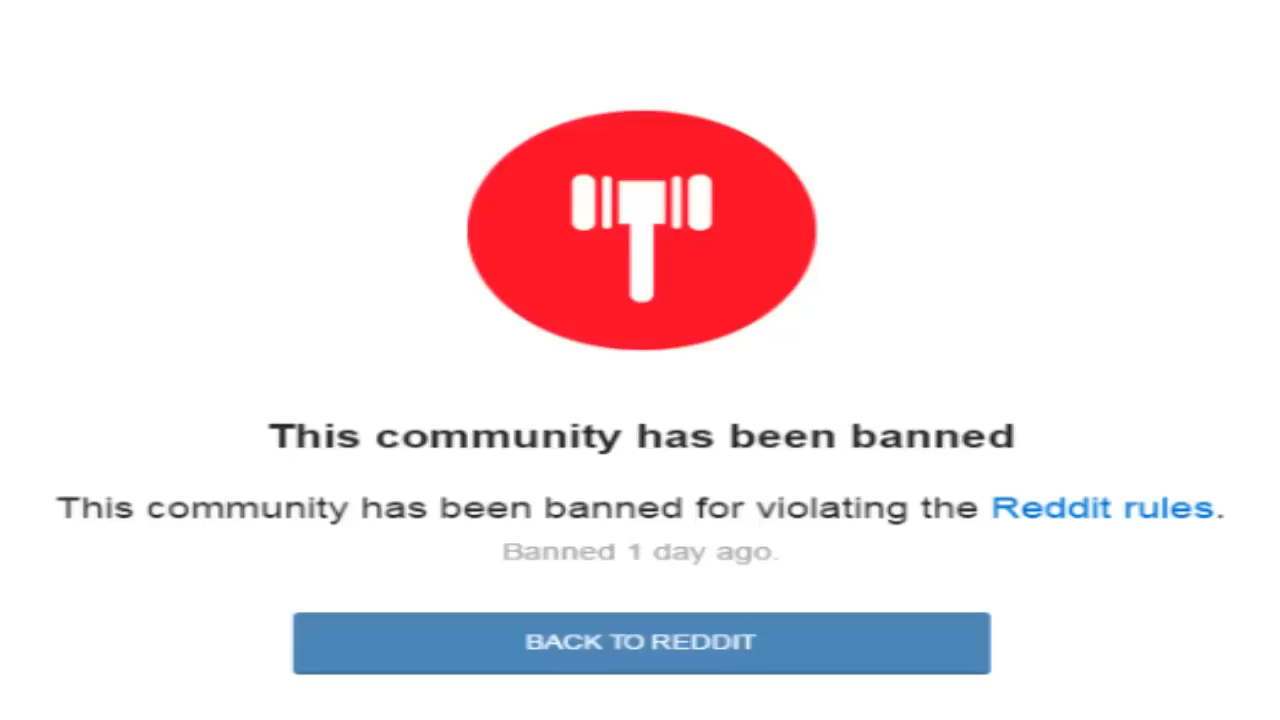 This community has been banned
This community has been banned for violating the Reddit rules.
Banned 1 day ago.
BACK TO REDDIT